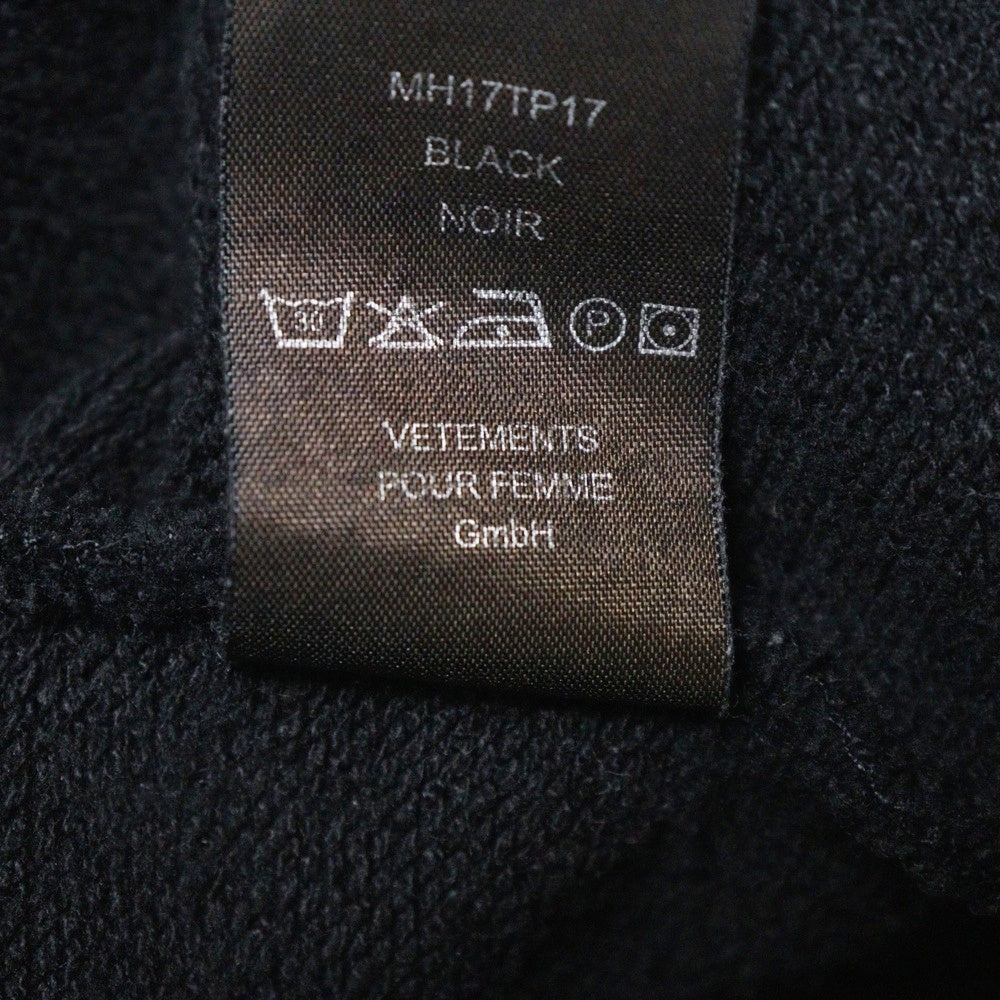 MH17TP17
BLACK
NOIR
30 P
VETEMENTS
POUR FEMME
GmbH